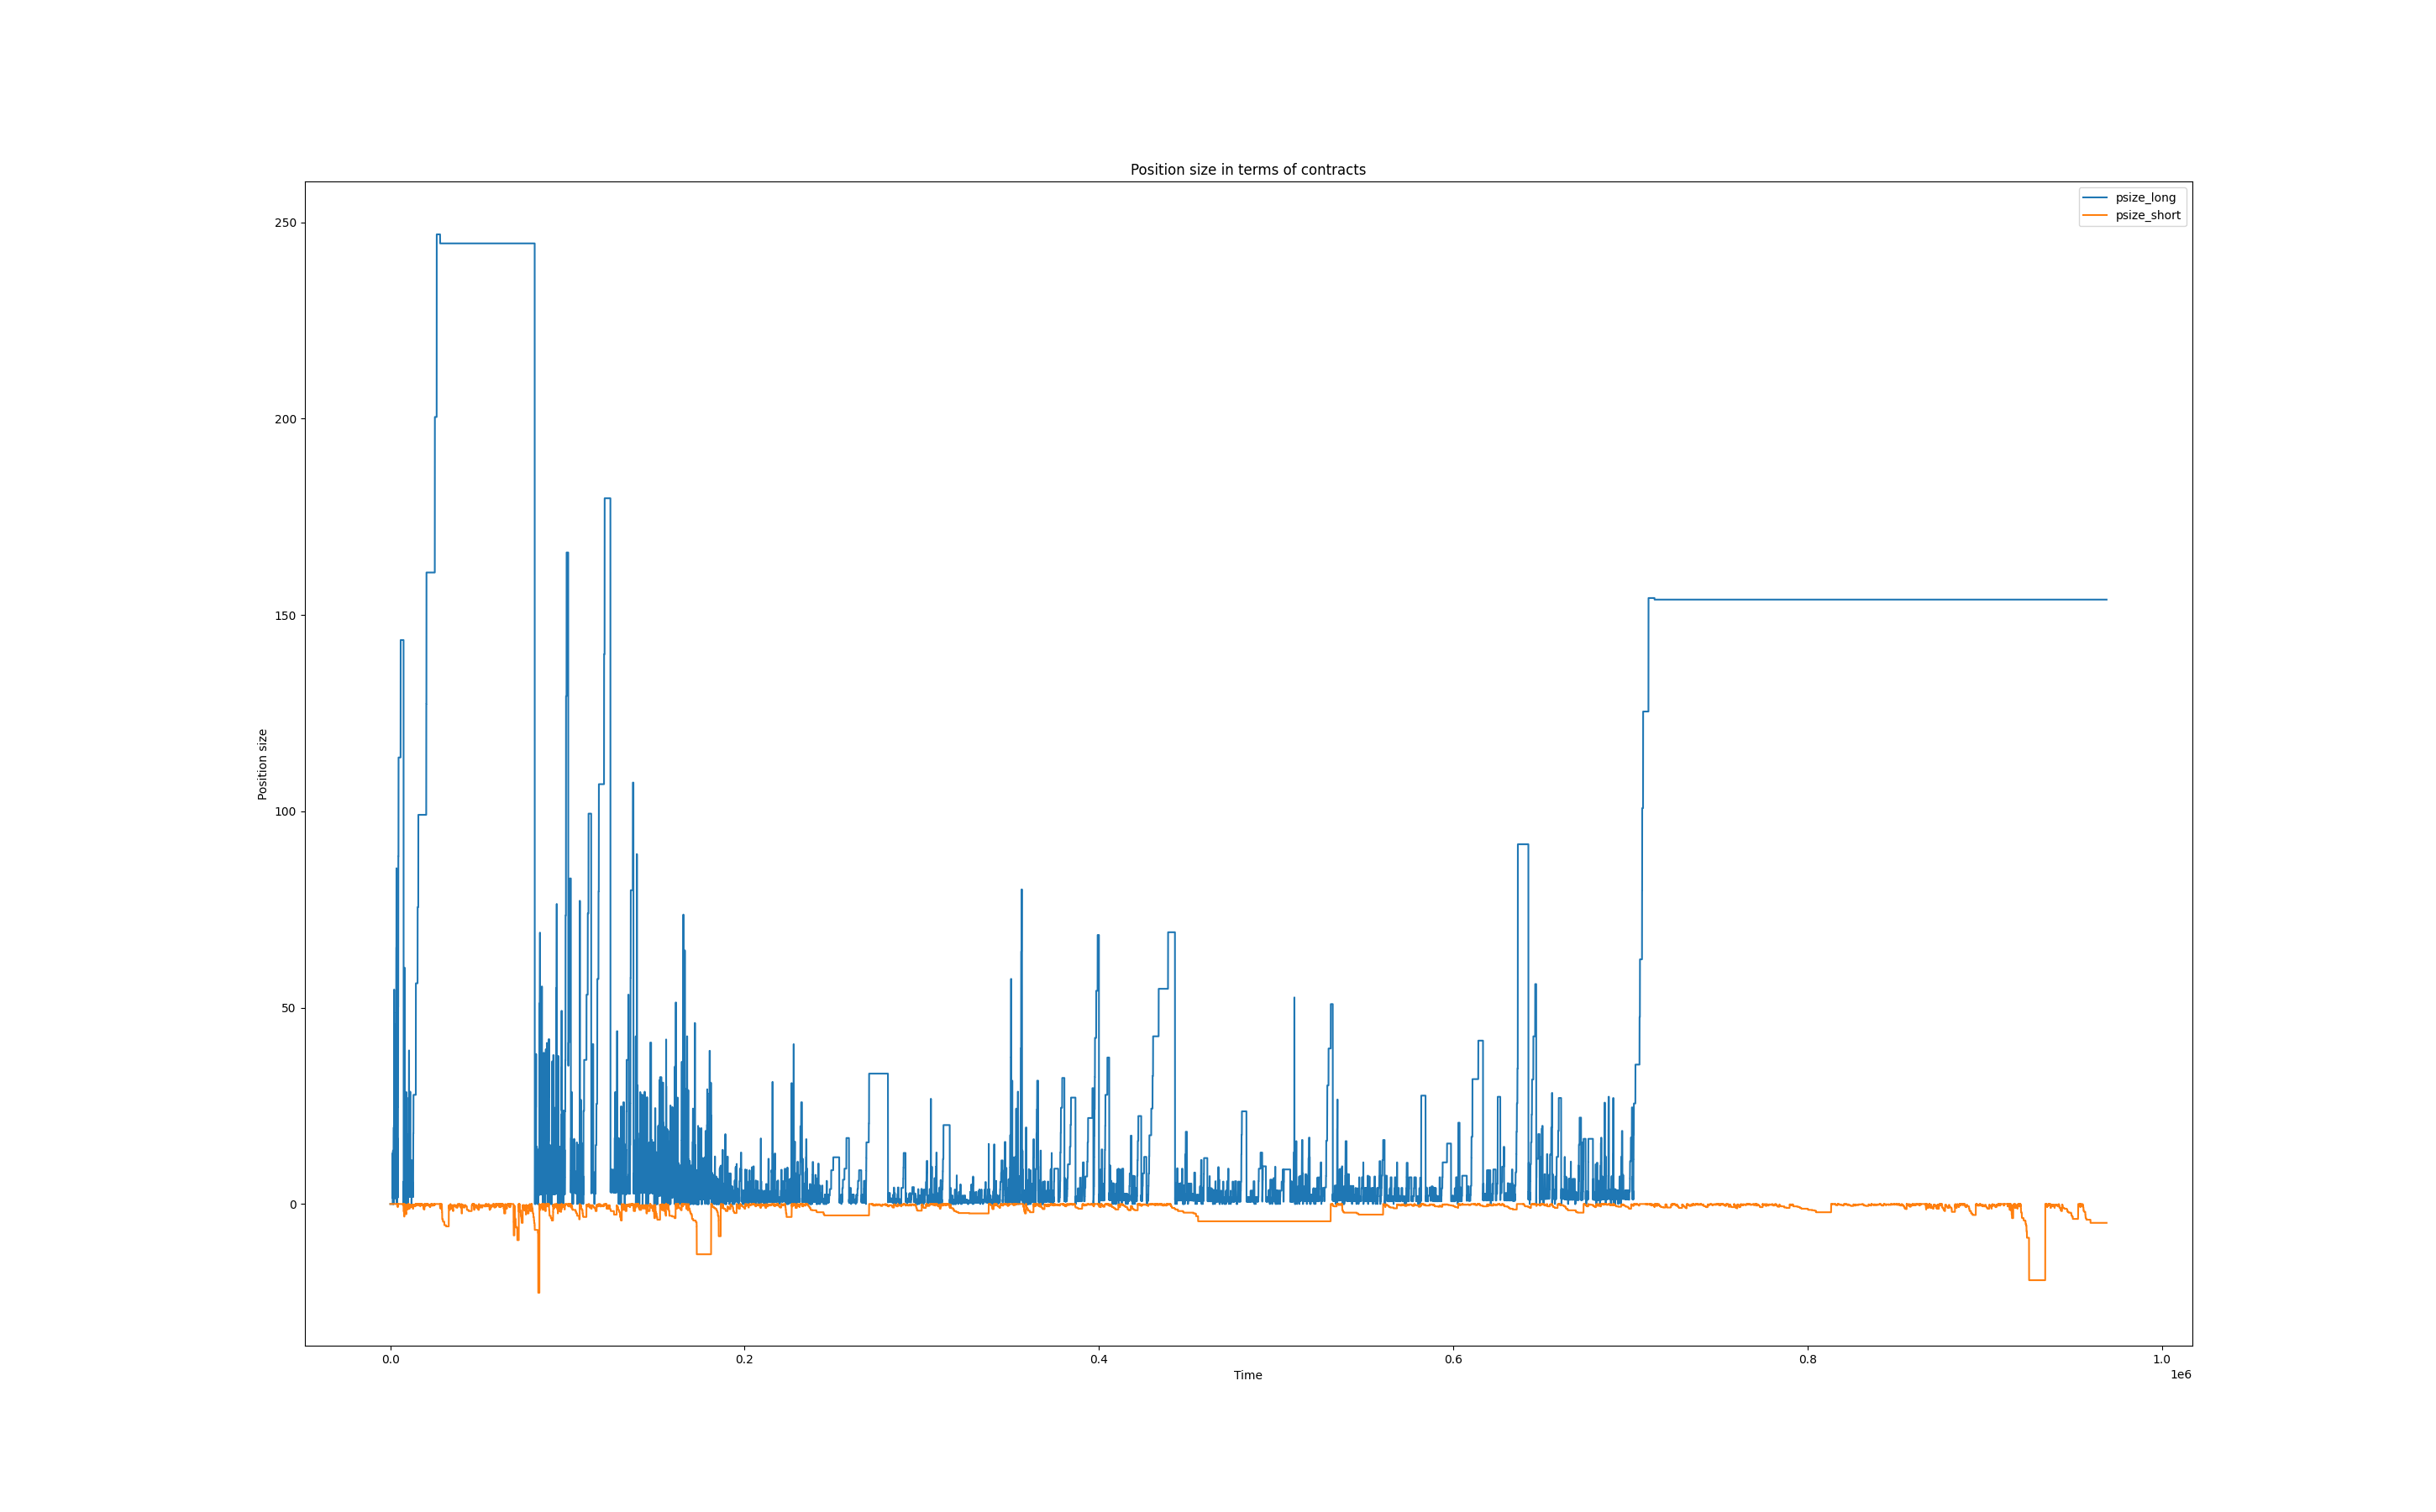 Position size in terms of contracts
psize_long
psize_short
Position size
250
200
150
100
50
0
0.0 0.2 0.4 0.6 0.8 1.0
Time
1e6